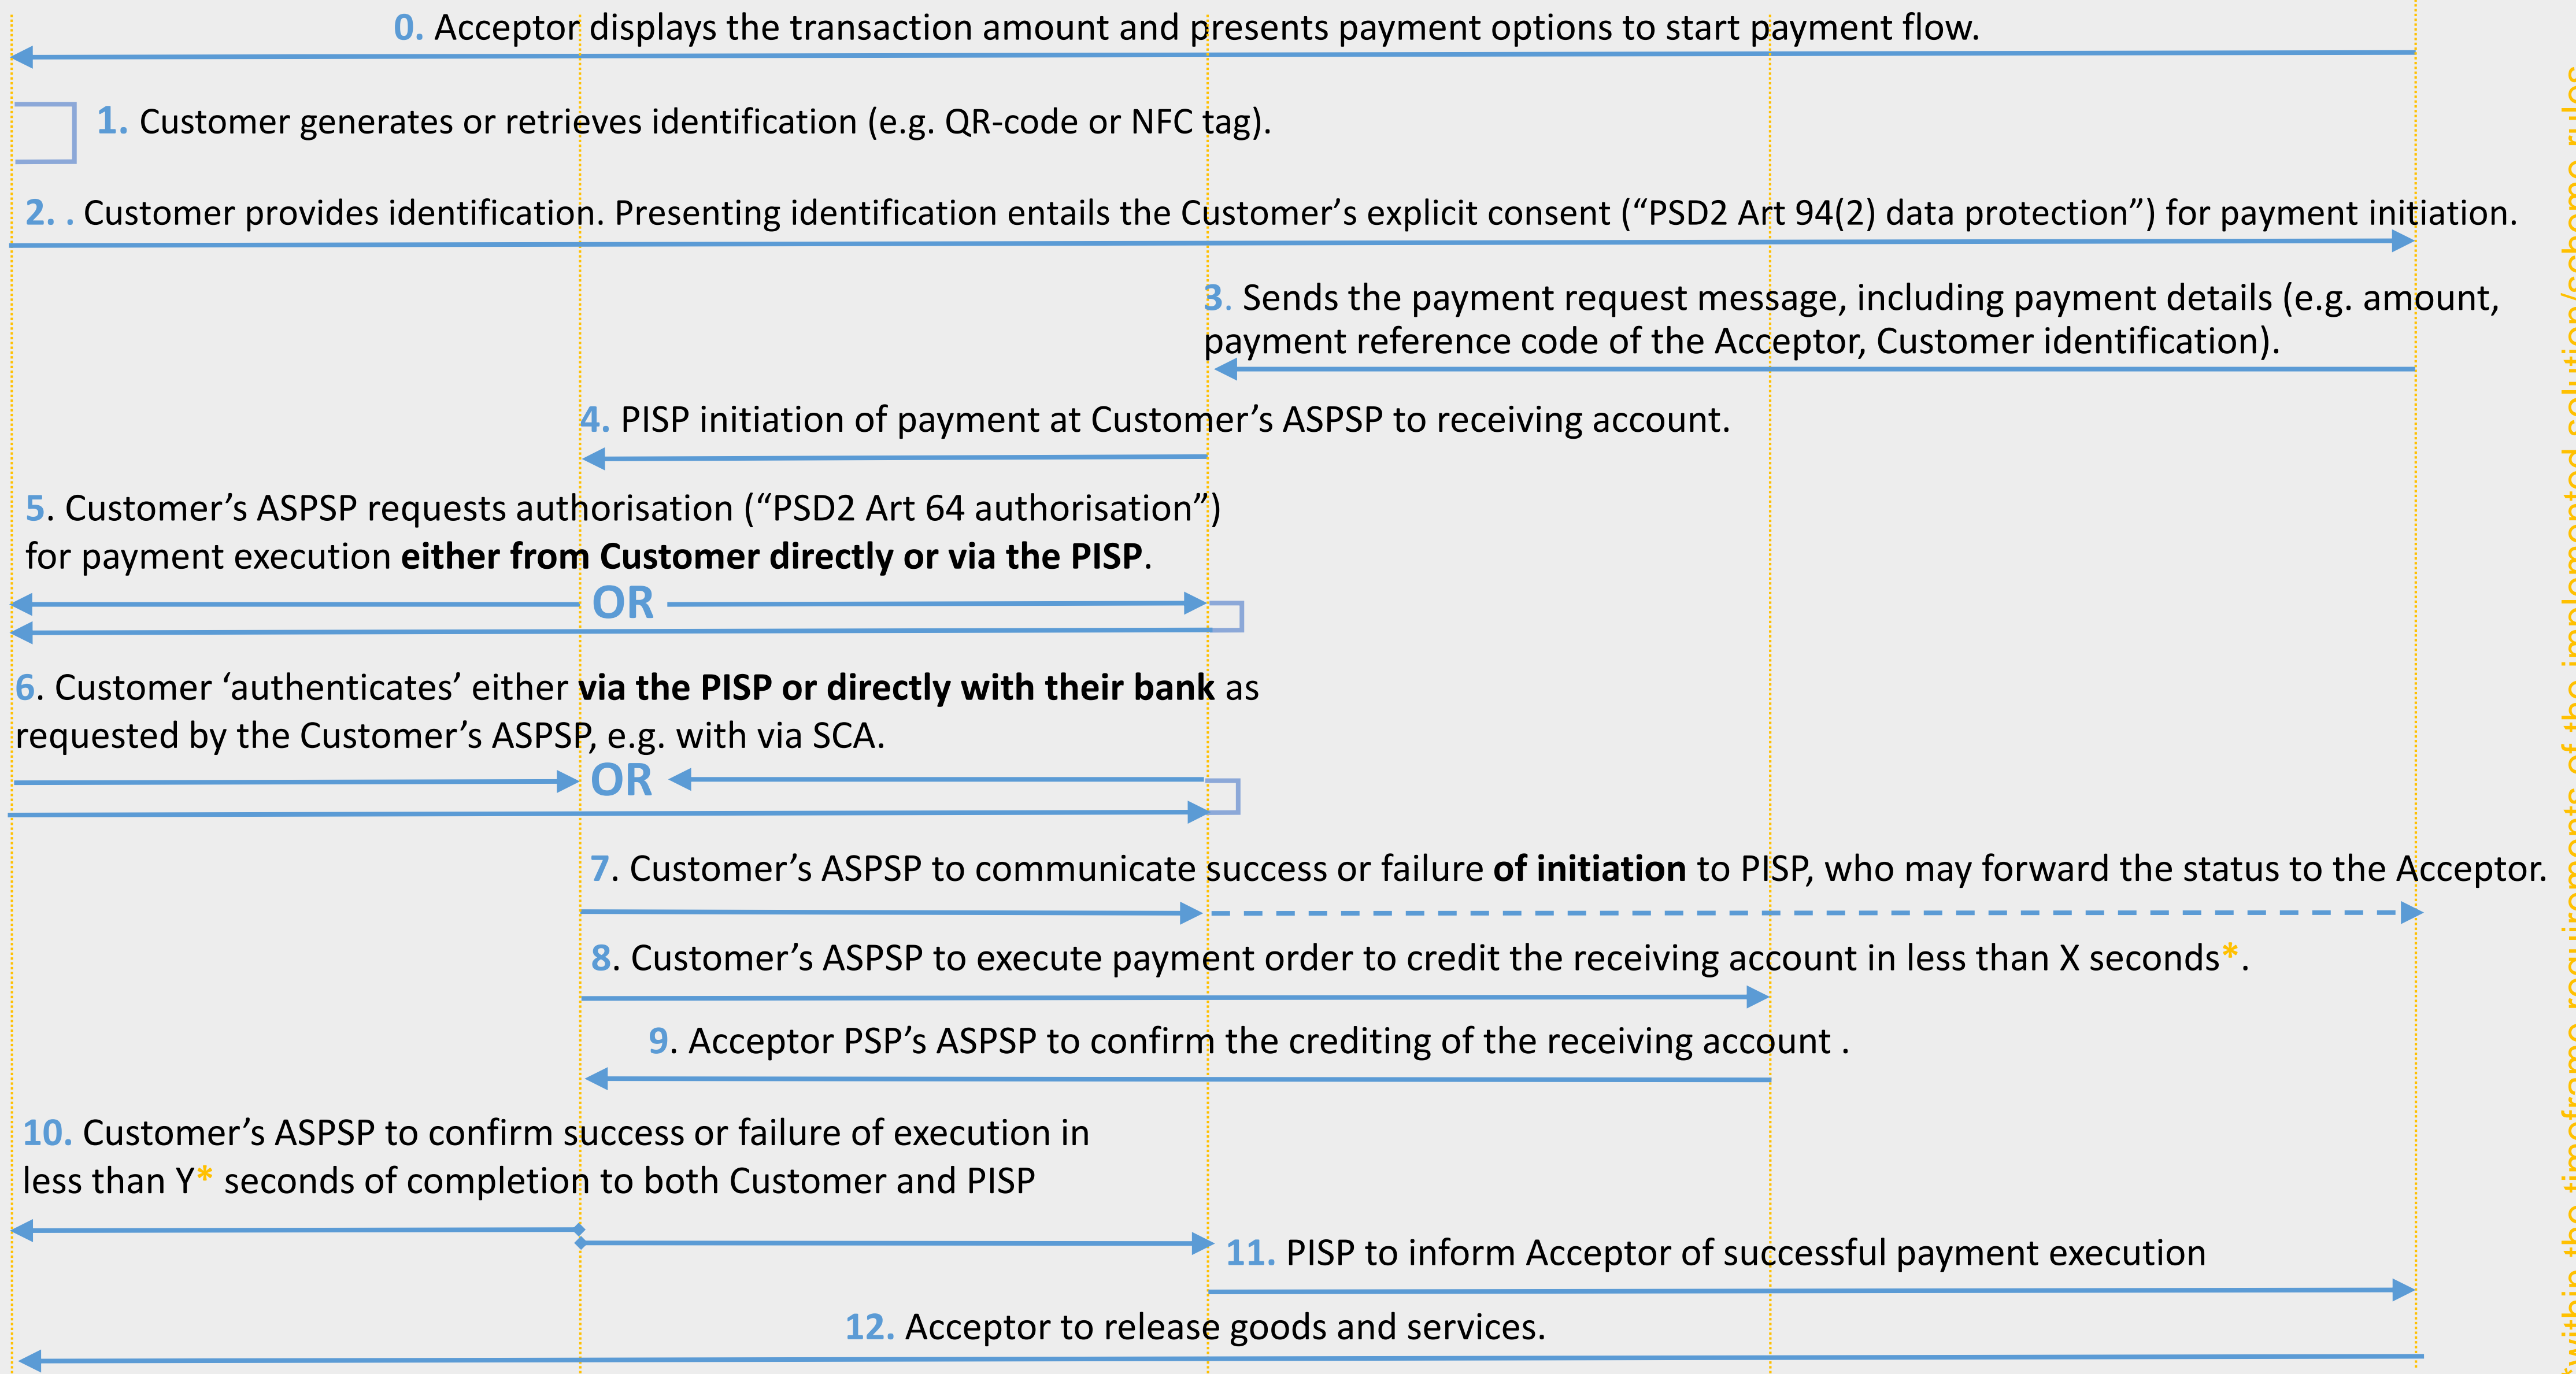 0. Acceptor displays the transaction amount and presents payment options to start payment flow.
1. Customer generates or retrieves identification (e.g. QR-code or NFC tag).
2. . Customer provides identification. Presenting identification entails the Customer’s explicit consent (“PSD2 Art 94(2) data protection”) for payment initiation.
3. Sends the payment request message, including payment details (e.g. amount,
payment reference code of the Acceptor, Customer identification).
4. PISP initiation of payment at Customer’s ASPSP to receiving account.
5. Customer’s ASPSP requests authorisation (“PSD2 Art 64 authorisation”)
for payment execution either from Customer directly or via the PISP.
OR
6. Customer ‘authenticates’ either via the PISP or directly with their bank as
requested by the Customer’s ASPSP, e.g. with via SCA.
OR
7. Customer’s ASPSP to communicate success or failure of initiation to PISP, who may forward the status to the Acceptor.
8. Customer’s ASPSP to execute payment order to credit the receiving account in less than X seconds*.
9. Acceptor PSP’s ASPSP to confirm the crediting of the receiving account .
10. Customer’s ASPSP to confirm success or failure of execution in
less than Y* seconds of completion to both Customer and PISP
11. PISP to inform Acceptor of successful payment execution
12. Acceptor to release goods and services.
*within the timeframe requirements of the implemented solution/scheme rules